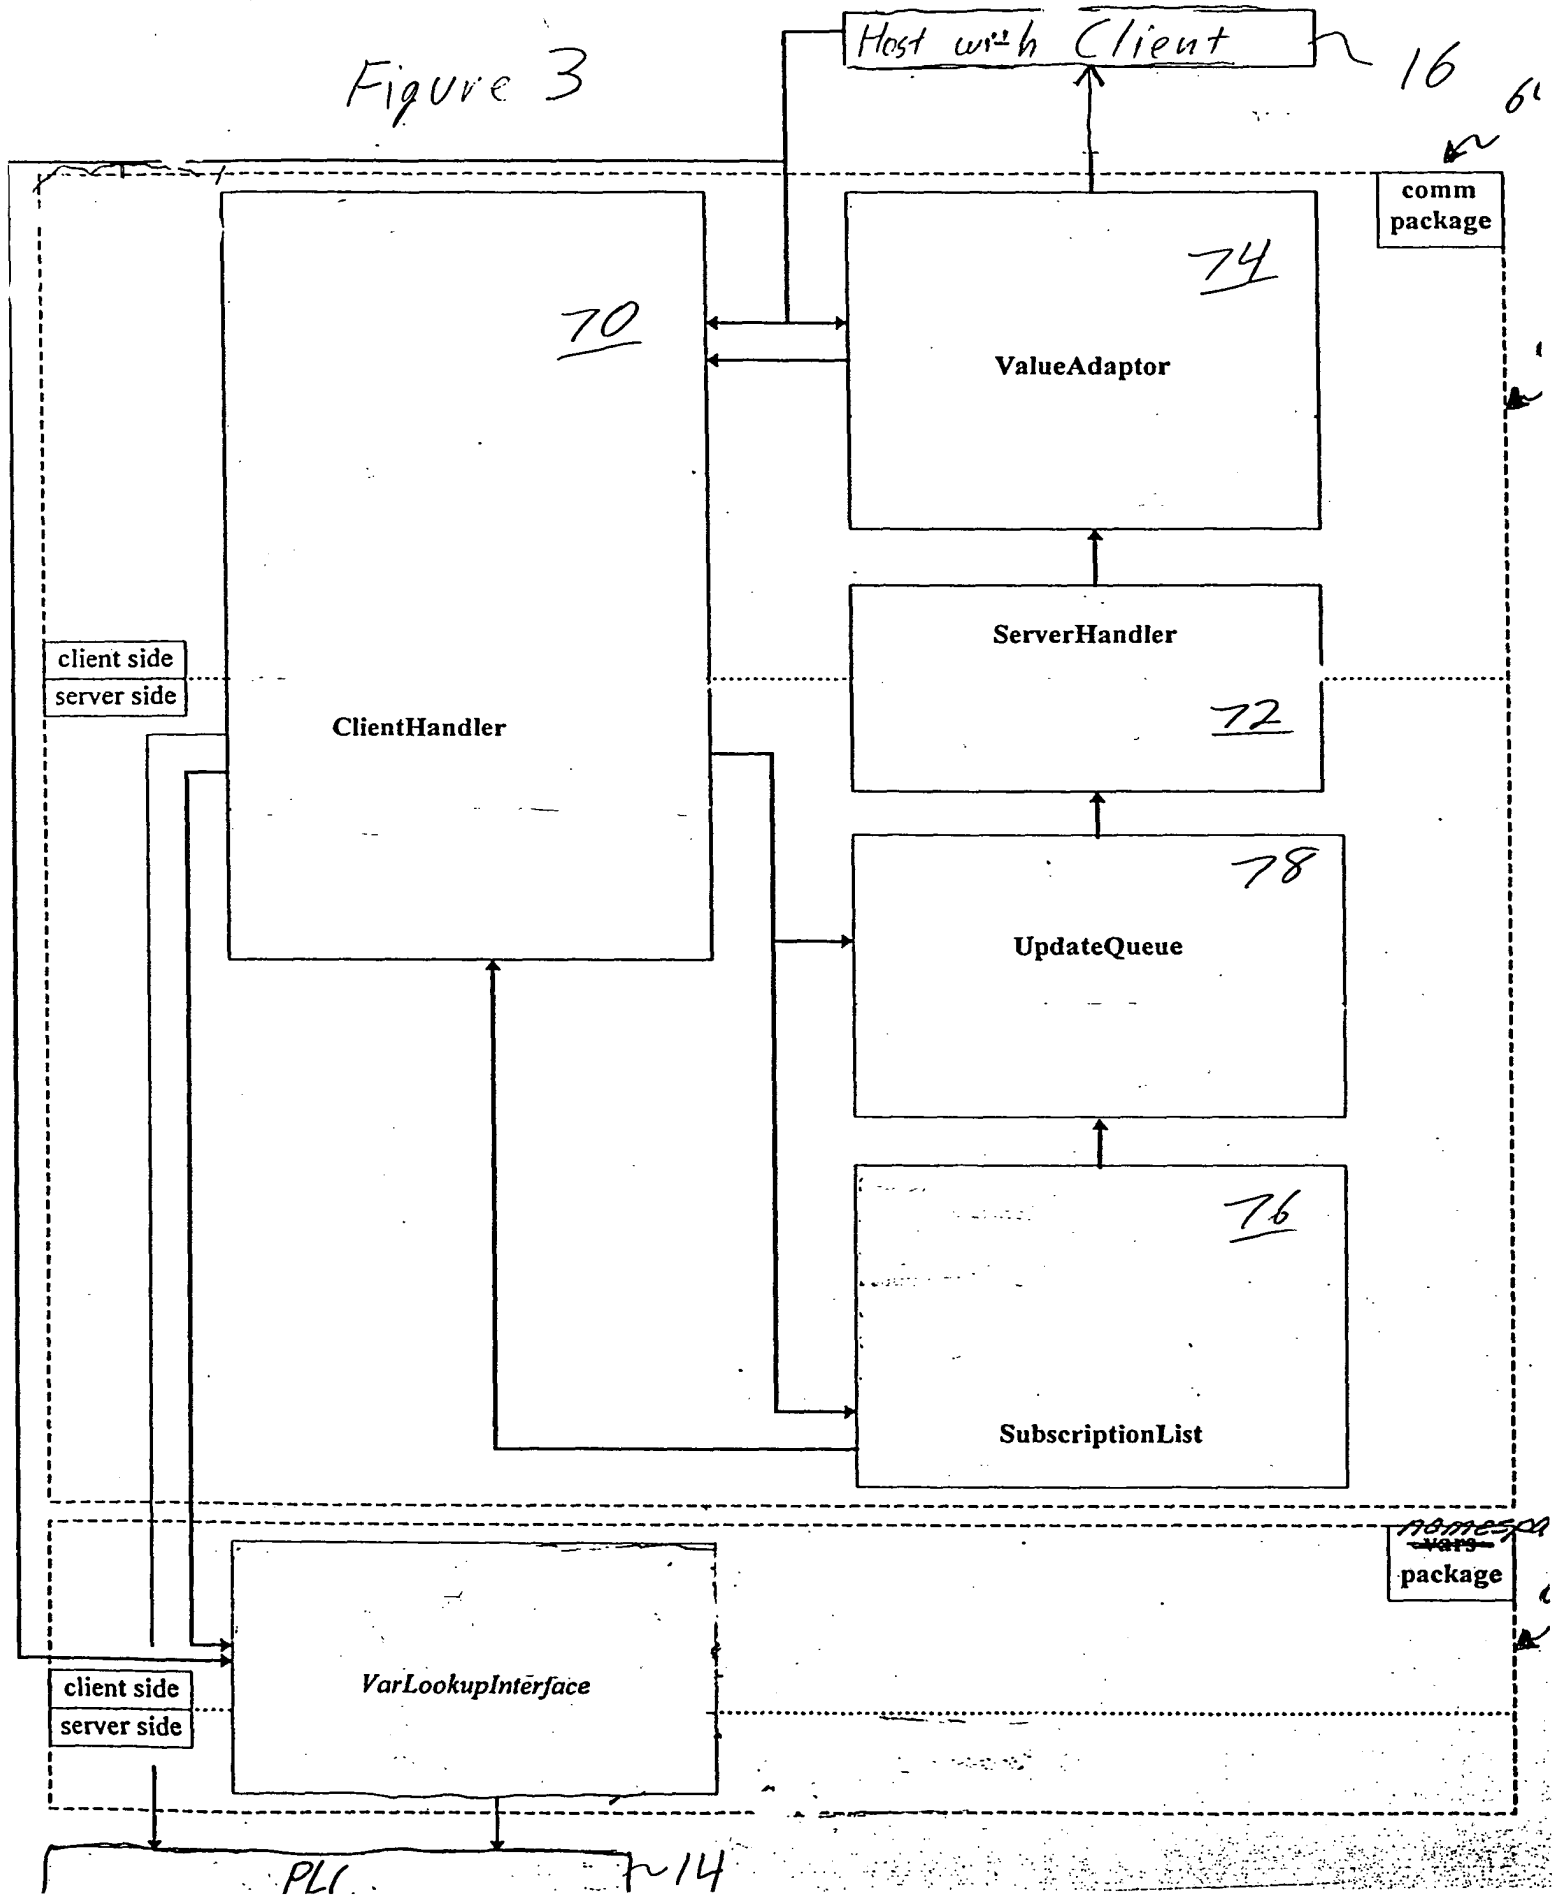 Host with Client
16
Figure 3
comm
package
74
70
ValueAdaptor
ServerHandler
client side
server side
72
ClientHandler
78
UpdateQueue
76
SubscriptionList
vars
package
VarLookupInterface
client side
server side
PLC
14